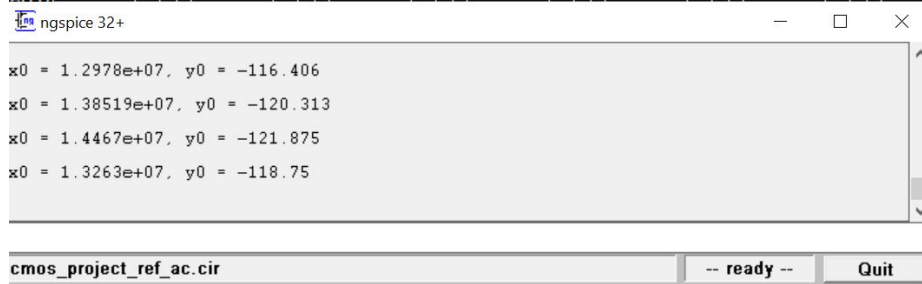 ngspice 32+
x0 = 1.2978e+07, y0 = -116.406
x0 = 1.38519e+07, y0 = -120.313
x0 = 1.4467e+07, y0 = -121.875
x0 = 1.3263e+07, y0 = -118.75
cmos_project_ref_ac.cir
-- ready --
Quit